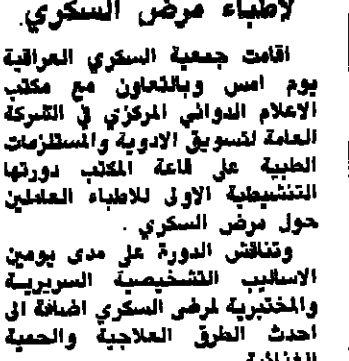 لاطباء مرض السكري.
اقامت جمعية السكري العراقية
يوم امس وبالتعاون مع مكتب
الاعلام الدوائي المركزي في الشركة
العامة لتسويق الادوية والمستلزمات
الطبية على قاعة المكتب دورتها
التنشيطية الاولى للاطباء العاملين
حول مرض السكري.
وتناقش الدورة على مدى يومين
الاساليب التشخيصية السريرية
والمختبرية لمرضى السكري اضافة الى
احدث الطرق العلاجية والحمية
الغذائية.